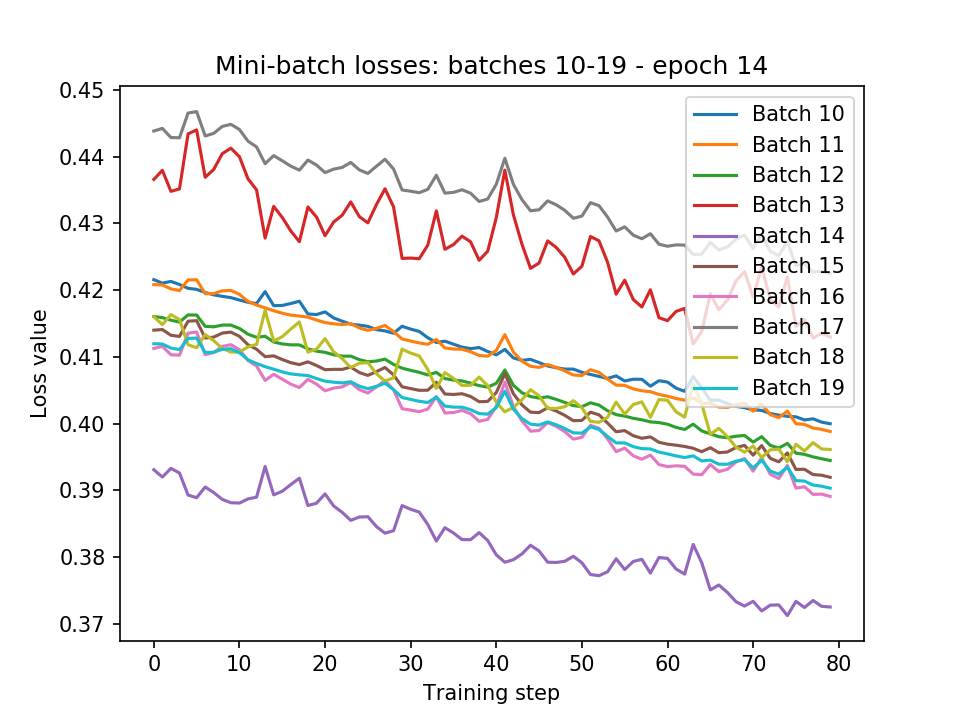 Mini-batch losses: batches 10-19 - epoch 14
0.45
0.44
0.43
0.42
0.41
0.40
0.39
0.38
0.37
Loss value
0
10
20
30
40
50
60
70
80
Training step
Batch 10
Batch 11
Batch 12
Batch 13
Batch 14
Batch 15
Batch 16
Batch 17
Batch 18
Batch 19